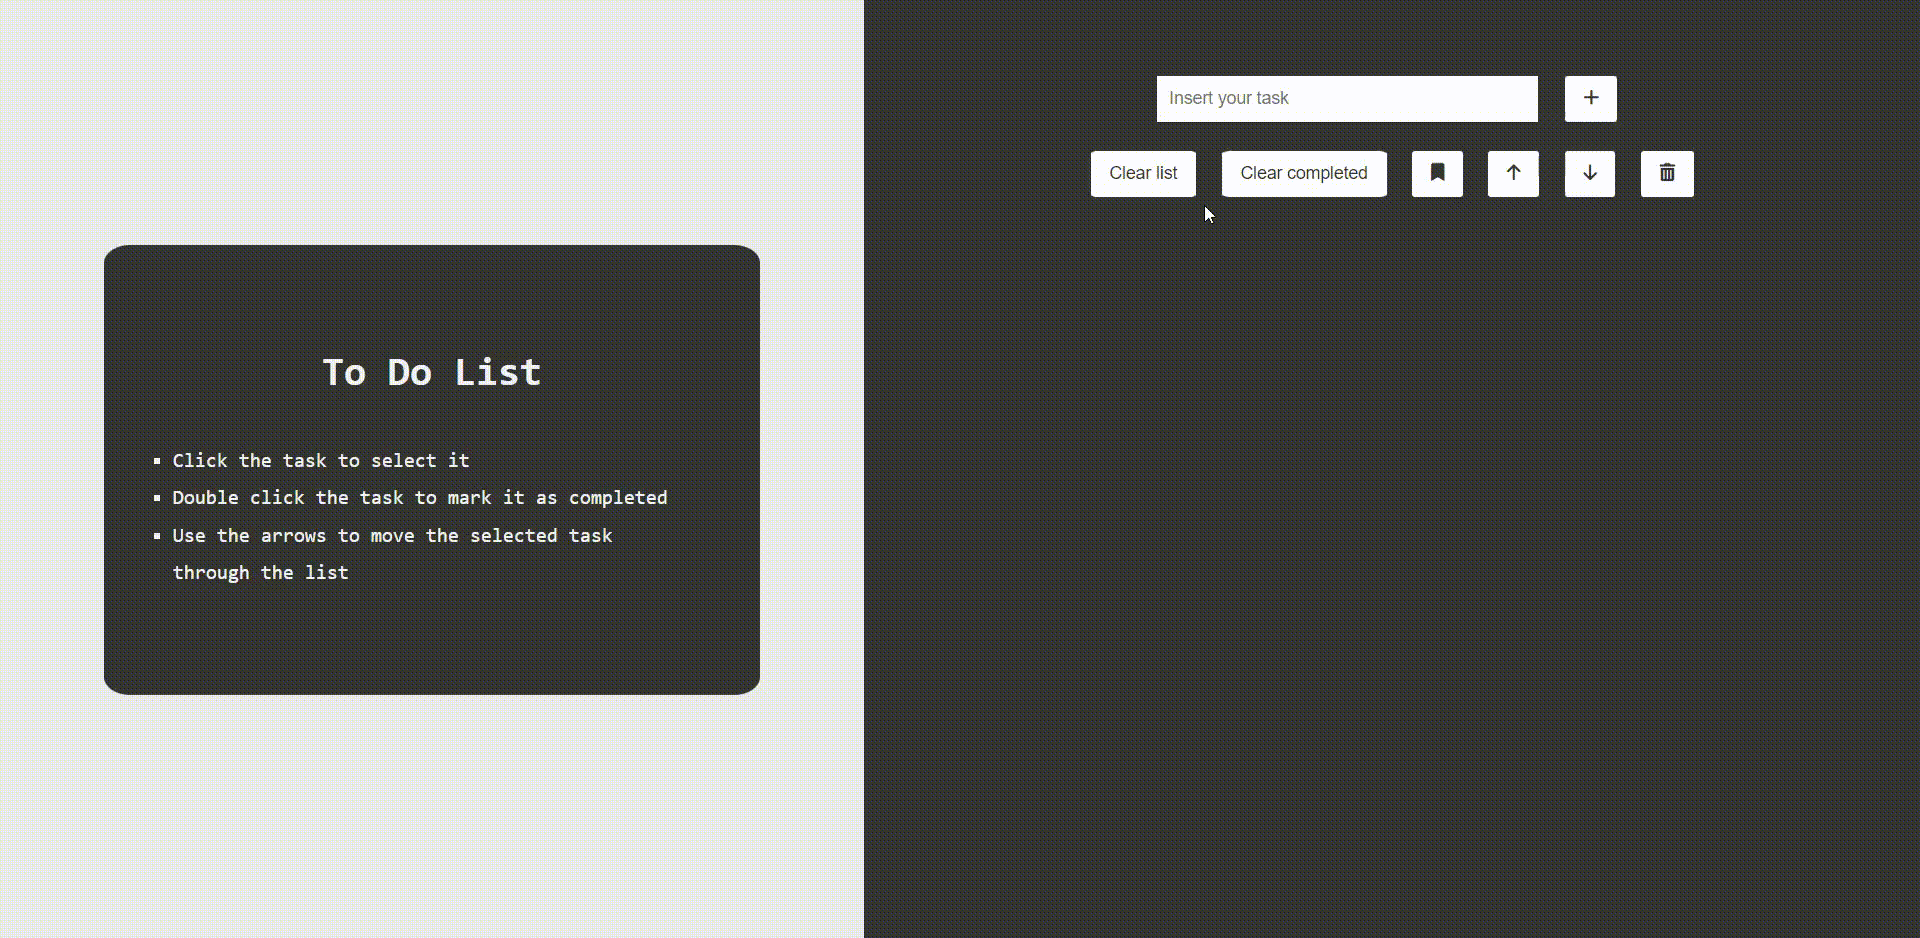 To Do List
Click the task to select it
Double click the task to mark it as completed
Use the arrows to move the selected task
through the list
Insert your task
Clear list
Clear completed